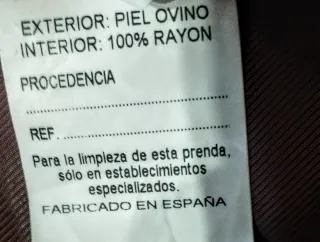 EXTERIOR: PIEL OVINO
INTERIOR: 100% RAYON
PROCEDENCIA
................................................
REF. ........................................
Para la limpieza de esta prenda,
sólo en establecimientos
especializados.
FABRICADO EN ESPAÑA